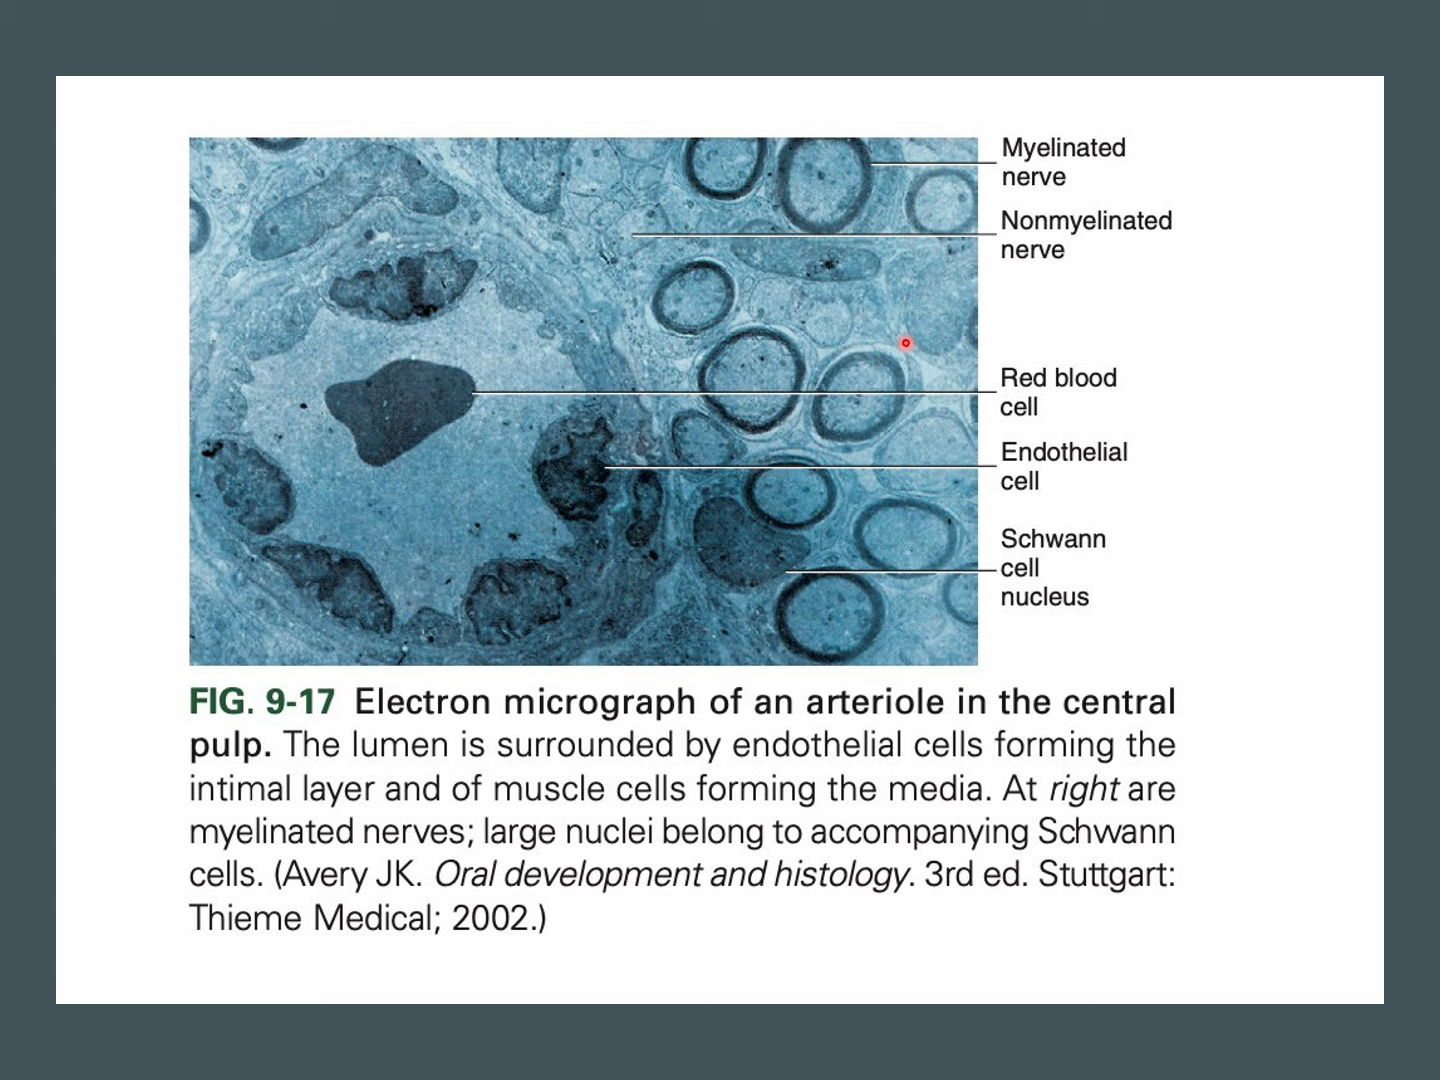 Myelinated
nerve
Nonmyelinated
nerve
Red blood
cell
Endothelial
cell
Schwann
cell
nucleus
FIG. 9-17 Electron micrograph of an arteriole in the central
pulp. The lumen is surrounded by endothelial cells forming the
intimal layer and of muscle cells forming the media. At right are
myelinated nerves; large nuclei belong to accompanying Schwann
cells. (Avery JK. Oral development and histology. 3rd ed. Stuttgart:
Thieme Medical; 2002.)